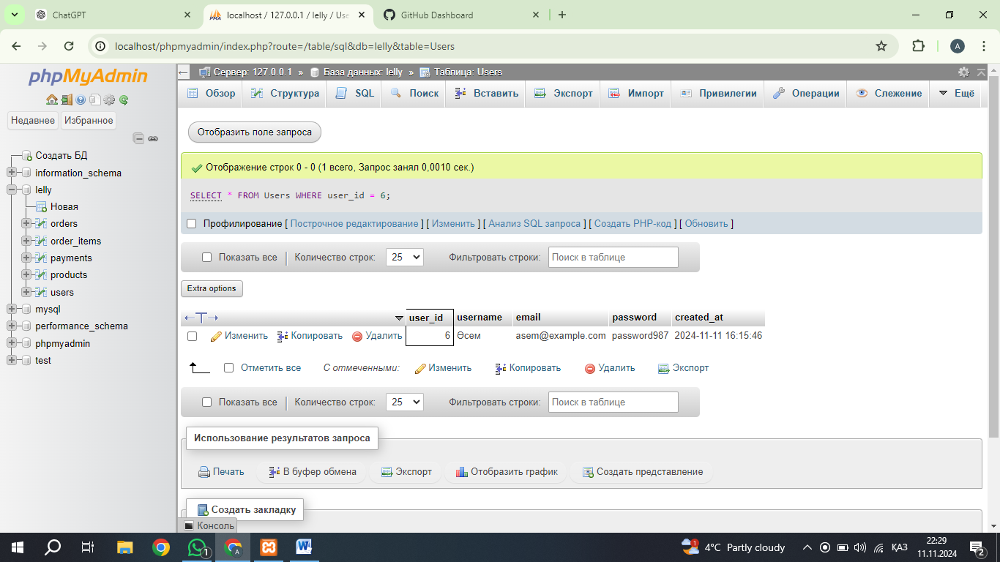 ChatGPT
localhost / 127.0.0.1 / lelly / Use
GitHub Dashboard
localhost/phpmyadmin/index.php?route=/table/sql&db=lelly&table=Users
A
phpMyAdmin
Недавнее Избранное
Создать БД
information_schema
lelly
Новая
orders
order_items
payments
products
users
mysql
performance_schema
phpmyadmin
test
Сервер: 127.0.0.1 » База данных: lelly » Таблица: Users
Обзор Структура SQL Поиск Вставить Экспорт Импорт Привилегии Операции Слежение Ещё
Отобразить поле запроса
Отображение строк 0 - 0 (1 всего, Запрос занял 0,0010 сек.)
SELECT * FROM Users WHERE user_id = 6;
Профилирование [ Построчное редактирование ] [ Изменить ] [ Анализ SQL запроса ] [ Создать PHP-код ] [ Обновить ]
Показать все Количество строк: 25 Фильтровать строки: Поиск в таблице
Extra options
user_id username email password created_at
Изменить Копировать Удалить 6 Әсем asem@example.com password987 2024-11-11 16:15:46
Отметить все С отмеченными: Изменить Копировать Удалить Экспорт
Показать все Количество строк: 25 Фильтровать строки: Поиск в таблице
Использование результатов запроса
Печать В буфер обмена Экспорт Отобразить график Создать представление
Создать закладку
Консоль
1
A
1
4°C Partly cloudy
ҚАЗ
22:29
11.11.2024
2